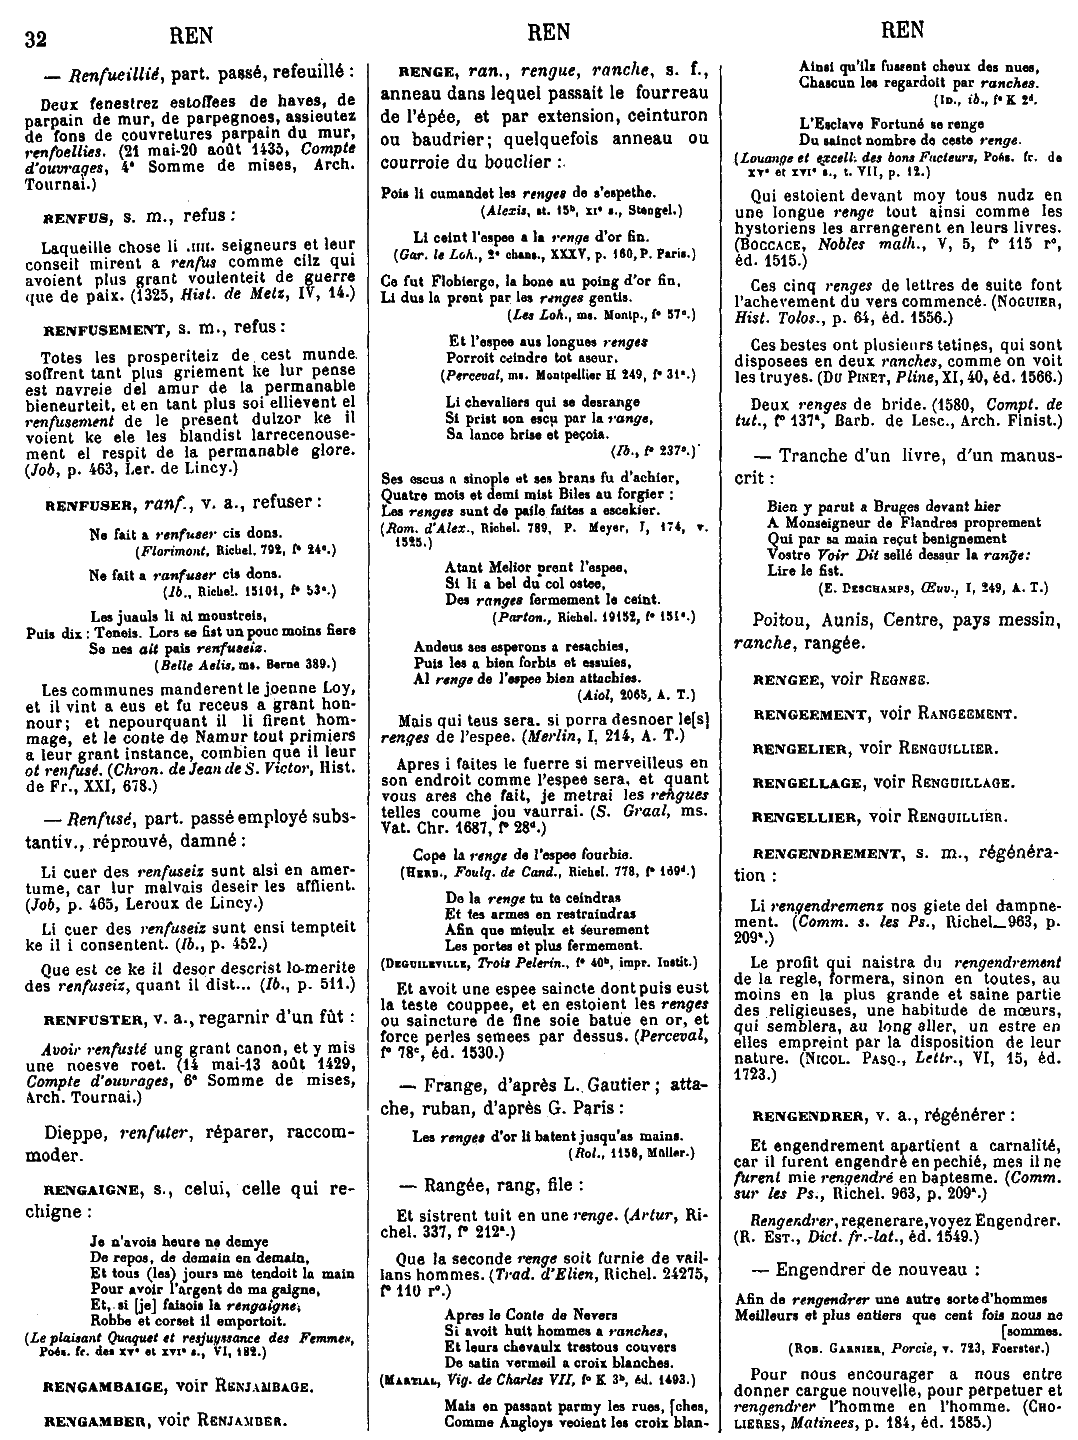 32 REN
— Renfueillié, part. passé, refeuillé :
Deux fenestrez estoffees de haves, de
parpain de mur, de parpegnoes, assieutez
de fons de couvretures parpain du mur,
renfoellies. (21 mai-20 août 1435, Compte
d'ouvrages, 4e Somme de mises, Arch.
Tournai.)
RENFUS, s. m., refus :
Laqueille chose li .IIII. seigneurs et leur
conseit mirent a renfus comme cilz qui
avoient plus grant voulenteit de guerre
que de paix. (1325, Hist. de Metz, IV, 14.)
RENFUSEMENT, s. m., refus :
Totes les prosperiteiz de cest munde
soffrent tant plus griement ke lur pense
est navreie del amur de la permanable
bieneurteit, et en tant plus soi ellievent el
renfusement de le present dulzor ke il
voient ke ele les blandist larrecenouse-
ment el respit de la permanable glore.
(Job, p. 463, Ler. de Lincy.)
RENFUSER, ranf., v. a., refuser :
Ne fait a renfuser cis dons.
(Florimont, Richel. 792, fo 24a.)
Ne fait a ranfuser cis dons.
(Ib., Richel. 15101, fo 53a.)
Les juauls li ai moustreis,
Puis dix : Teneis. Lors se fist un pouc moins fiere
Se nes ait pais renfuseiz.
(Belle Aelis, ms. Berne 389.)
Les communes manderent le joenne Loy,
et il vint a eus et fu receus a grant hon-
nour; et nepourquant il li firent hom-
mage, et le conte de Namur tout primiers
a leur grant instance, combien que il leur
ot renfusé. (Chron. de Jean de S. Victor, Hist.
de Fr., XXI, 678.)
— Renfusé, part. passé employé subs-
tantiv., réprouvé, damné :
Li cuer des renfuseiz sunt alsi en amer-
tume, car lur malvais deseir les afflient.
(Job, p. 465, Leroux de Lincy.)
Li cuer des renfuseiz sunt ensi tempteit
ke il i consentent. (Ib., p. 452.)
Que est ce ke il desor descrist lo merite
des renfuseiz, quant il dist... (Ib., p. 511.)
RENFUSTER, v. a., regarnir d'un fût :
Avoir renfusté ung grant canon, et y mis
une noesve roet. (14 mai-13 août 1429,
Compte d'ouvrages, 6e Somme de mises,
Arch. Tournai.)
Dieppe, renfuter, réparer, raccom-
moder.
RENGAIGNE, s., celui, celle qui re-
chigne :
Je n'avois heure ne demye
De repos, de demain en demain,
Et tous (les) jours me tendoit la main
Pour avoir l'argent de ma gaigne,
Et, si [je] faisois la rengaigne,
Robbe et corset il emportoit.
(Le plaisant Quaquet et resjuyssance des Femmes,
Poés. fr. des XVe et XVIe s., VI, 182.)
RENGAMBAIGE, voir RENJAMBAGE.
RENGAMBER, voir RENJAMBER.
REN
RENGE, ran., rengue, ranche, s. f.,
anneau dans lequel passait le fourreau
de l'épée, et par extension, ceinturon
ou baudrier; quelquefois anneau ou
courroie du bouclier :
Pois li cumandet les renges de s'espethe.
(Alexis, st. 15b, XIe s., Stengel.)
Li ceint l'espee a la renge d'or fin.
(Gar. le Loh., 2e chans., XXXV, p. 160, P. Paris.)
Ce fut Flobierge, la bone au poing d'or fin,
Li dus la prent par les renges gentis.
(Les Loh., ms. Montp., fo 57a.)
Et l'espee aus longues renges
Porroit ceindre tot aseur.
(Perceval, ms. Montpellier H 249, fo 31a.)
Li chevaliers qui se desrange
Si prist son escu par la range,
Sa lance brise et peçoia.
(Ib., fo 237a.)
Ses escus a sinople et ses brans fu d'achier,
Quatre mois et demi mist Biles au forgier :
Les renges sunt de paile faites a eschekier.
(Rom. d'Alex., Richel. 789, P. Meyer, I, 174, v.
1525.)
Atant Melior prent l'espee,
Si li a bel du col ostee,
Des ranges fermement le ceint.
(Parton., Richel. 19152, fo 151a.)
Andeus ses esperons a resachies,
Puis les a bien forbis et essuies,
Al renge de l'espee bien attachies.
(Aiol, 2065, A. T.)
Mais qui teus sera. si porra desnoer le[s]
renges de l'espee. (Merlin, I, 214, A. T.)
Apres i faites le fuerre si merveilleus en
son endroit comme l'espee sera, et quant
vous ares che fait, je metrai les rengues
telles coume jou vaurrai. (S. Graal, ms.
Vat. Chr. 1687, fo 28d.)
Cope la renge de l'espee fourbie.
(HERB., Foulq. de Cand., Richel. 778, fo 169d.)
De la renge tu te ceindras
Et tes armes en restraindras
Afin que mieulx et seurement
Les portes et plus fermement.
(DEGUILEVILLE, Trois Pelerin., fo 40b, impr. Instit.)
Et avoit une espee saincte dont puis eust
la teste couppee, et en estoient les renges
ou saincture de fine soie batue en or, et
force perles semees par dessus. (Perceval,
fo 78c, éd. 1530.)
— Frange, d'après L. Gautier; atta-
che, ruban, d'après G. Paris :
Les renges d'or li batent jusqu'as mains.
(Rol., 1158, Müller.)
— Rangée, rang, file :
Et sistrent tuit en une renge. (Artur, Ri-
chel. 337, fo 212a.)
Que la seconde renge soit furnie de vail-
lans hommes. (Trad. d'Elien, Richel. 24275,
fo 110 ro.)
Apres le Conte de Nevers
Si avoit huit hommes a ranches,
Et leurs chevaulx trestous couvers
De satin vermeil a croix blanches.
(MARTIAL, Vig. de Charles VII, fo K 3b, éd. 1493.)
Mais en passant parmy les rues, [ches,
Comme Angloys veoient les croix blan-
REN
Ainsi qu'ilz fussent cheux des nues,
Chascun les regardoit par ranches.
(ID., ib., fo K 2d.
L'Esclave Fortuné se renge
Du sainct nombre de ceste renge.
(Louange et excell. des bons Facteurs, Poés. fr. de
XVe et XVIe s., t. VII, p. 12.)
Qui estoient devant moy tous nudz en
une longue renge tout ainsi comme les
hystoriens les arrengerent en leurs livres.
(BOCCACE, Nobles malh., V, 5, fo 115 ro,
éd. 1515.)
Ces cinq renges de lettres de suite font
l'achevement du vers commencé. (NOGUIER,
Hist. Tolos., p. 64, éd. 1556.)
Ces bestes ont plusieurs tetines, qui sont
disposees en deux ranches, comme on voit
les truyes. (DU PINET, Pline, XI, 40, éd. 1566.)
Deux renges de bride. (1580, Compt. de
tut., fo 137a, Barb. de Lesc., Arch. Finist.)
— Tranche d'un livre, d'un manus-
crit :
Bien y parut a Bruges devant hier
A Monseigneur de Flandres proprement
Qui par sa main reçut benignement
Vostre Voir Dit sellé dessur la range:
Lire le fist.
(E. DESCHAMPS, Œuv., I, 249, A. T.)
Poitou, Aunis, Centre, pays messin,
ranche, rangée.
RENGEE, voir REGNEE.
RENGEEMENT, voir RANGEEMENT.
RENGELIER, voir RENGUILLIER.
RENGELLAGE, voir RENGUILLAGE.
RENGELLIER, voir RENGUILLIER.
RENGENDREMENT, s. m., régénéra-
tion :
Li rengendremenz nos giete del dampne-
ment. (Comm. s. les Ps., Richel. 963, p.
209a.)
Le profit qui naistra du rengendrement
de la regle, formera, sinon en toutes, au
moins en la plus grande et saine partie
des religieuses, une habitude de mœurs,
qui semblera, au long aller, un estre en
elles empreint par la disposition de leur
nature. (NICOL. PASQ., Lettr., VI, 15, éd.
1723.)
RENGENDRER, v. a., régénérer :
Et engendrement apartient a carnalité,
car il furent engendré en pechié, mes il ne
furent mie rengendré en baptesme. (Comm.
sur les Ps., Richel. 963, p. 209a.)
Rengendrer, regenerare, voyez Engendrer.
(R. EST., Dict. fr.-lat., éd. 1549.)
— Engendrer de nouveau :
Afin de rengendrer une autre sorte d'hommes
Meilleurs et plus entiers que cent fois nous ne
[sommes.
(ROB. GARNIER, Porcie, v. 723, Foerster.)
Pour nous encourager a nous entre
donner cargue nouvelle, pour perpetuer et
rengendrer l'homme en l'homme. (CHO-
LIERES, Matinees, p. 184, éd. 1585.)